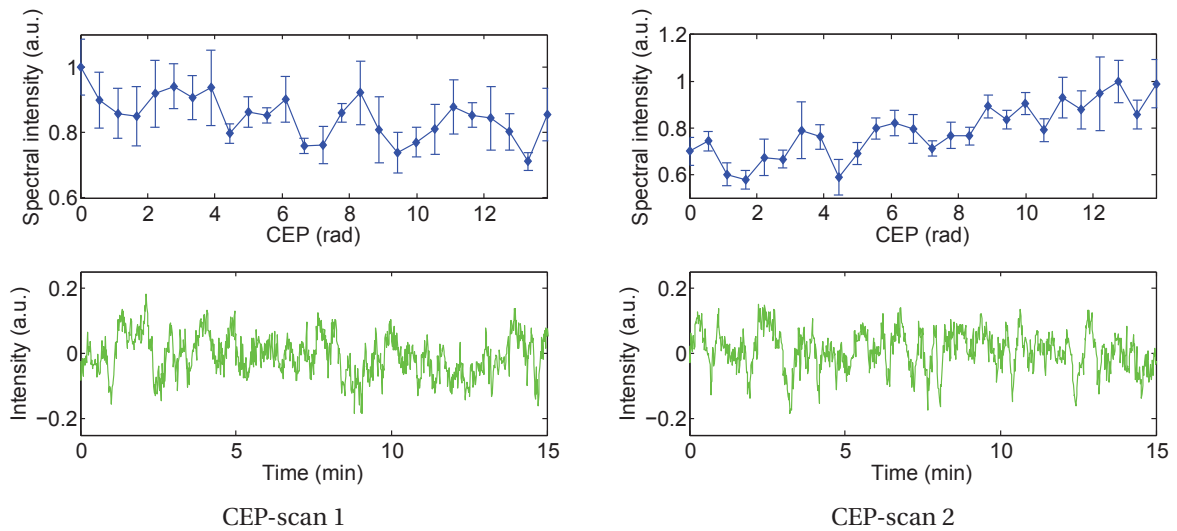 Spectral intensity (a.u.)
1
0.8
0.6
0 2 4 6 8 10 12
CEP (rad)
Spectral intensity (a.u.)
1.2
1
0.8
0.6
0 2 4 6 8 10 12
CEP (rad)
Intensity (a.u.)
0.2
0
−0.2
0 5 10 15
Time (min)
CEP-scan 1
Intensity (a.u.)
0.2
0
−0.2
0 5 10 15
Time (min)
CEP-scan 2